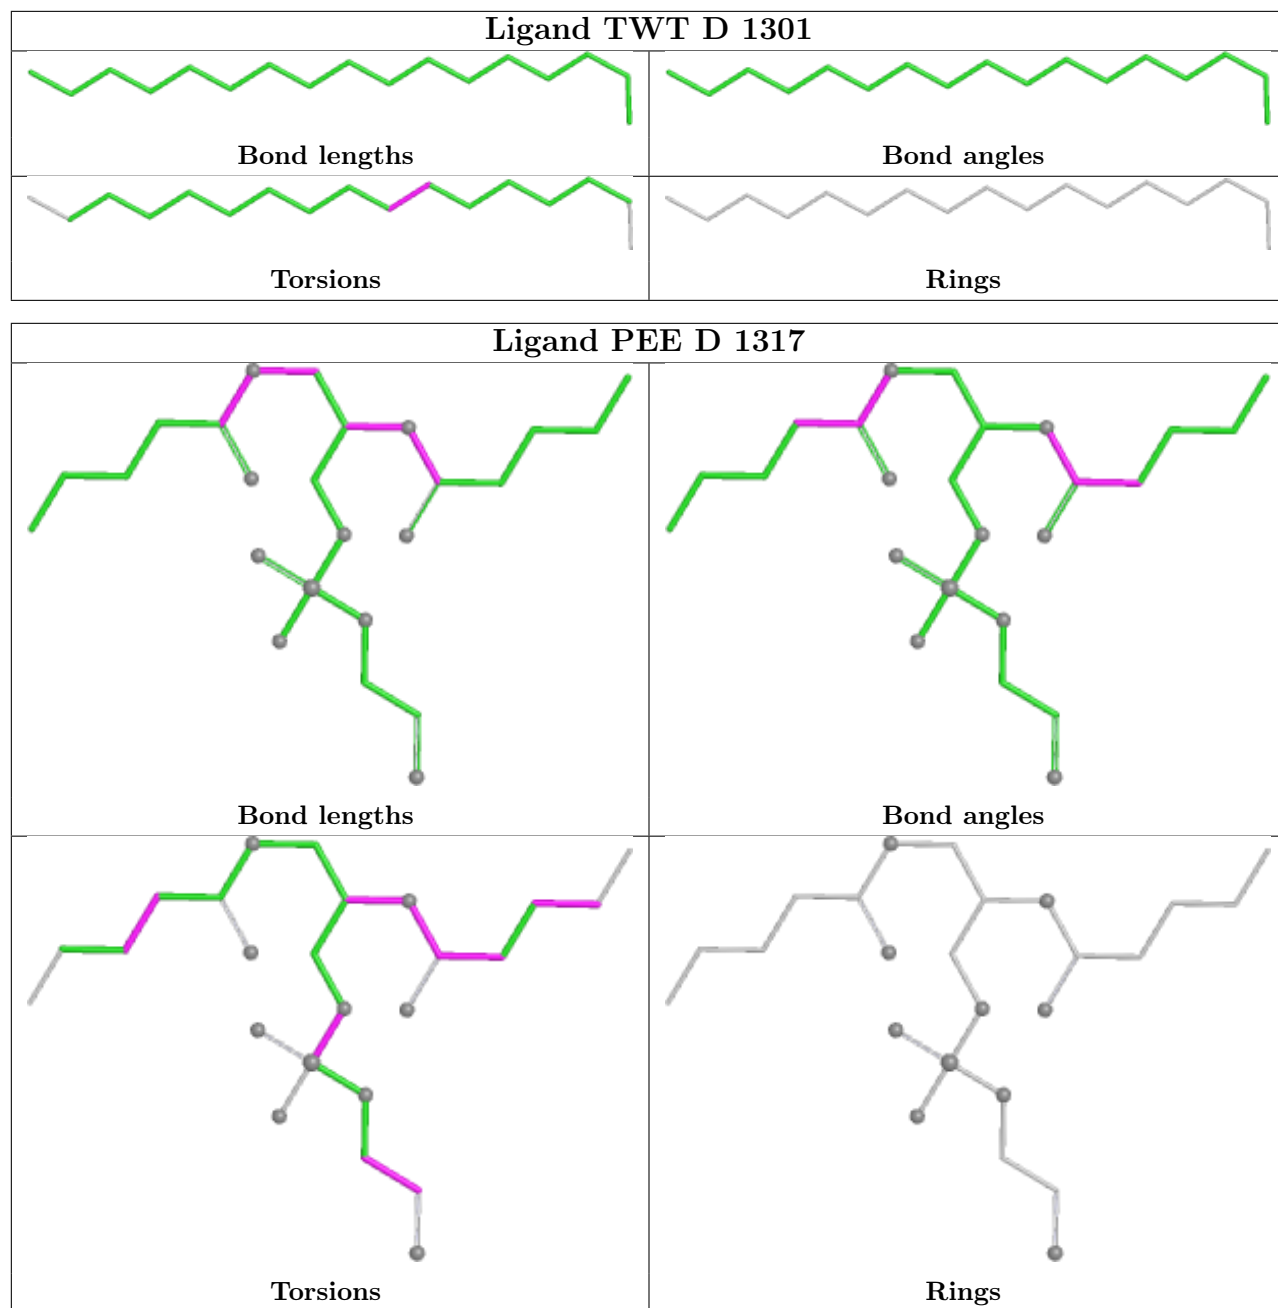 Ligand TWT D 1301
Bond lengths
Bond angles
Torsions
Rings
Ligand PEE D 1317
Bond lengths
Bond angles
Torsions
Rings